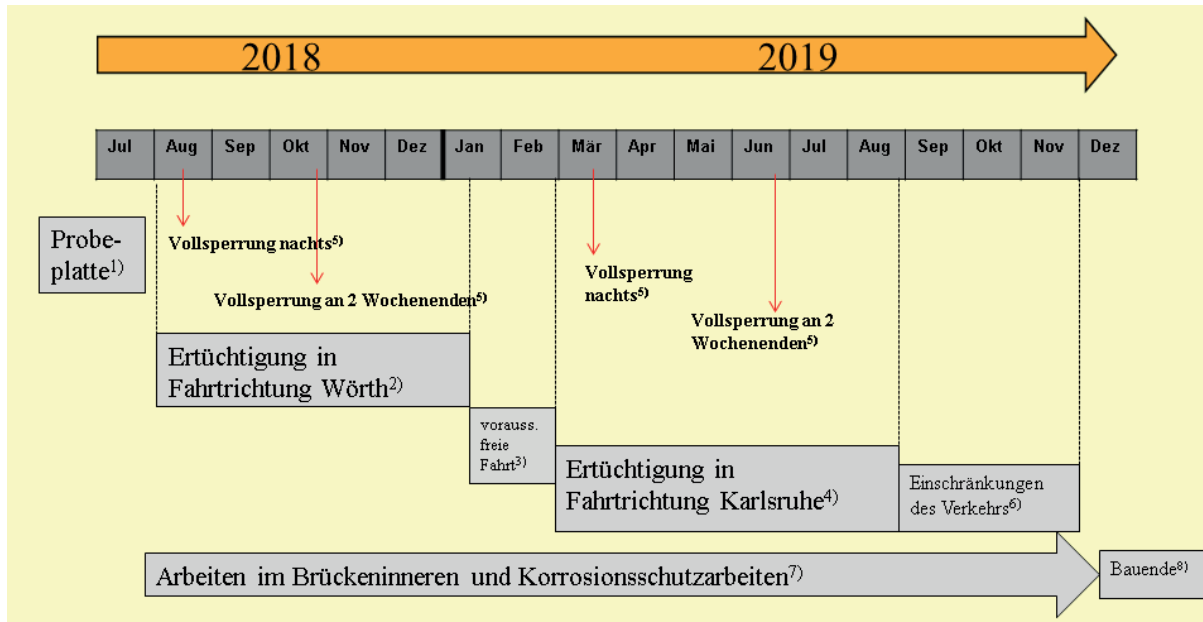 2018 2019
Jul Aug Sep Okt Nov Dez Jan Feb Mär Apr Mai Jun Jul Aug Sep Okt Nov Dez
Probe-
platte1)
Vollsperrung nachts5)
Vollsperrung an 2 Wochenenden5)
Vollsperrung
nachts5)
Vollsperrung an 2
Wochenenden5)
Ertüchtigung in
Fahrtrichtung Wörth2)
vorauss.
freie
Fahrt3)
Ertüchtigung in
Fahrtrichtung Karlsruhe4)
Einschränkungen
des Verkehrs6)
Arbeiten im Brückeninneren und Korrosionsschutzarbeiten7)
Bauende8)